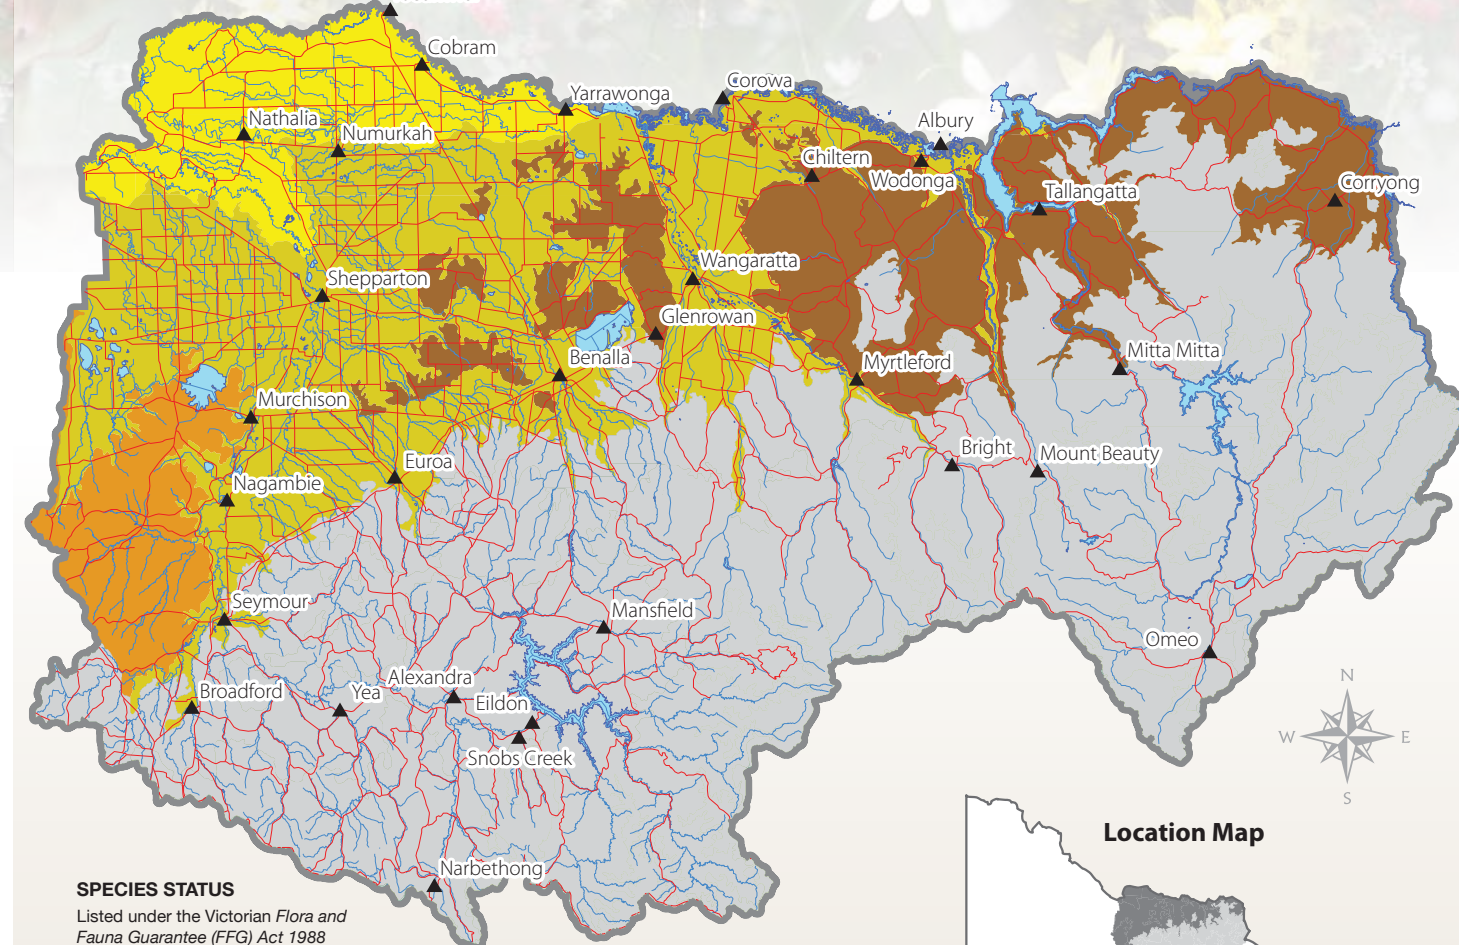 Cobram
Yarrawonga
Corowa
Nathalia
Numurkah
Albury
Chiltern
Wodonga
Tallangatta
Corryong
Wangaratta
Shepparton
Glenrowan
Benalla
Mitta Mitta
Myrtleford
Murchison
Bright
Mount Beauty
Euroa
Nagambie
Seymour
Mansfield
Omeo
Alexandra
Broadford
Yea
Eildon
Snobs Creek
N
W
E
S
Location Map
Narbethong
SPECIES STATUS
Listed under the Victorian Flora and
Fauna Guarantee (FFG) Act 1988